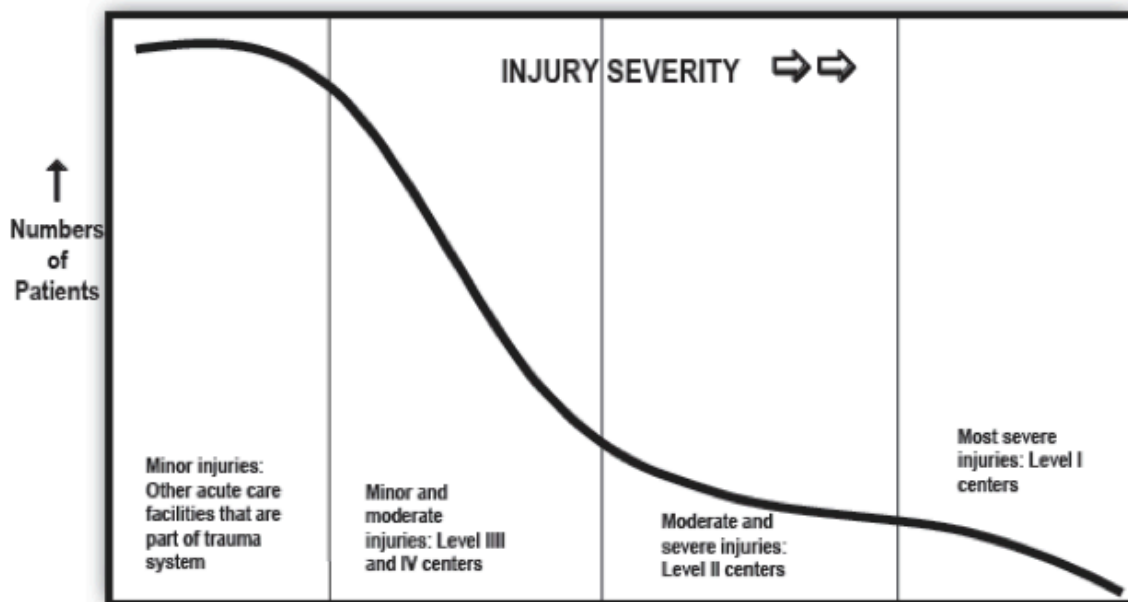 INJURY SEVERITY
Numbers
of
Patients
Minor injuries:
Other acute care
facilities that are
part of trauma
system
Minor and
moderate
injuries: Level IIII
and IV centers
Moderate and
severe injuries:
Level II centers
Most severe
injuries: Level I
centers